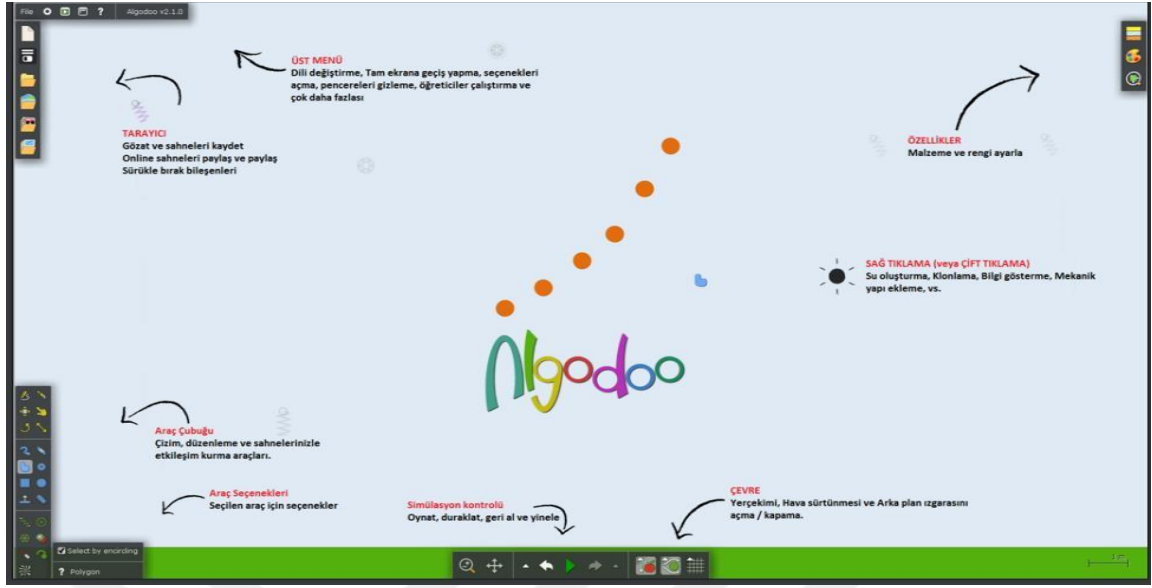 File ? Algodoo v2.1.0
ÜST MENÜ
Dili değiştirme, Tam ekrana geçiş yapma, seçenekleri
açma, pencereleri gizleme, öğreticiler çalıştırma ve
çok daha fazlası
TARAYICI
Gözat ve sahneleri kaydet
Online sahneleri paylaş ve paylaş
Sürükle bırak bileşenleri
ÖZELLİKLER
Malzeme ve rengi ayarla
SAĞ TIKLAMA (veya ÇİFT TIKLAMA)
Su oluşturma, Klonlama, Bilgi gösterme, Mekanik
yapı ekleme, vs.
Algodoo
Araç Çubuğu
Çizim, düzenleme ve sahnelerinizle
etkileşim kurma araçları.
Araç Seçenekleri
Seçilen araç için seçenekler
Simülasyon kontrolü
Oynat, duraklat, geri al ve yinele
ÇEVRE
Yerçekimi, Hava sürtünmesi ve Arka plan ızgarasını
açma / kapama.
Select by encircling
? Polygon